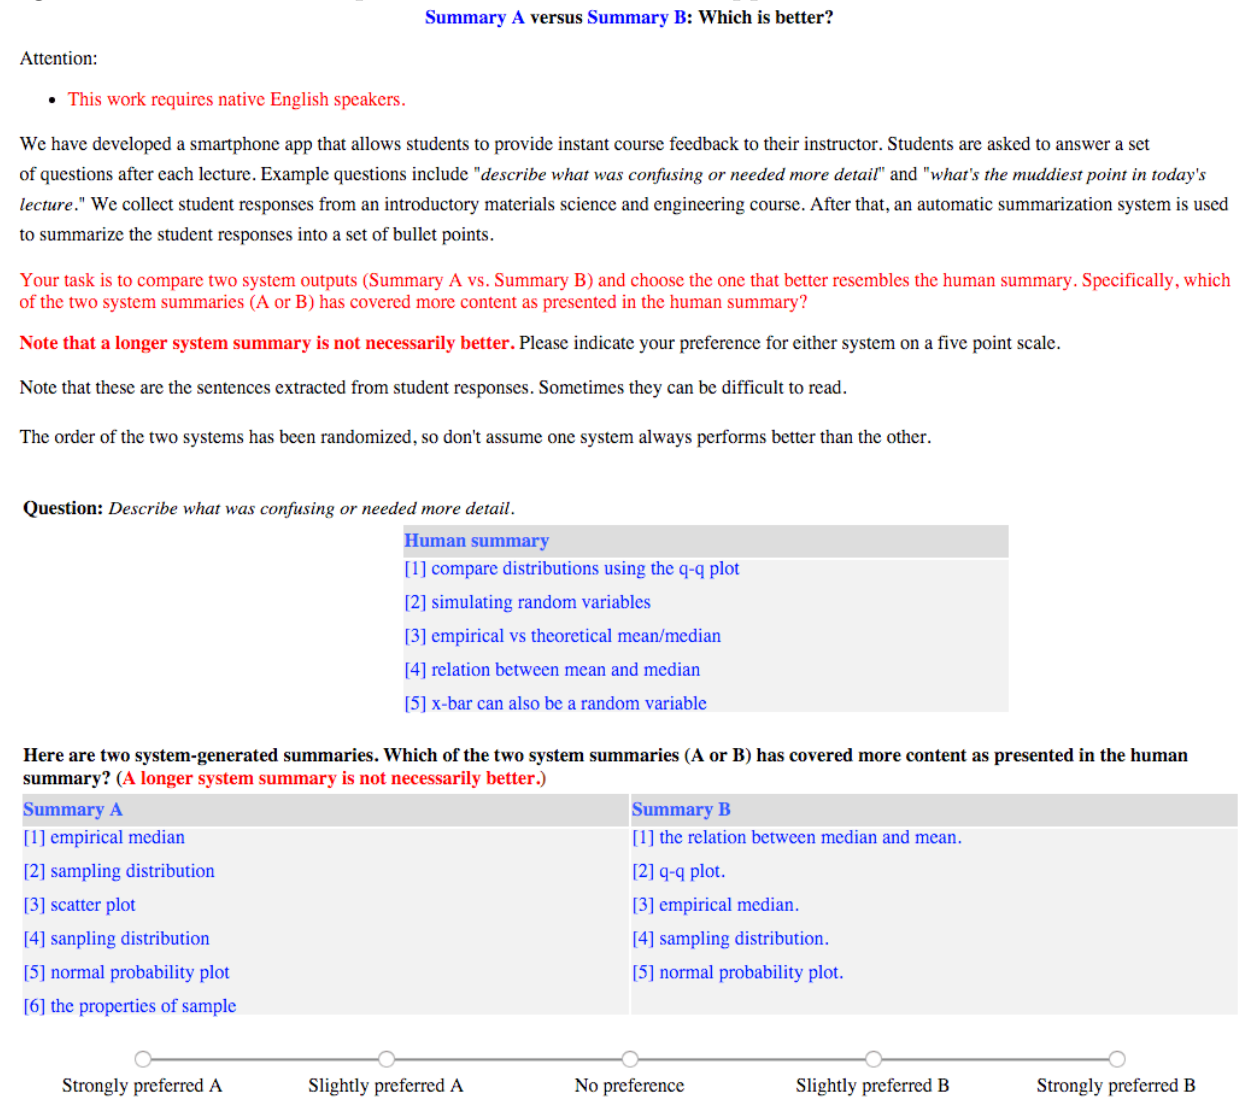 Summary A versus Summary B: Which is better?
Attention:
• This work requires native English speakers.
We have developed a smartphone app that allows students to provide instant course feedback to their instructor. Students are asked to answer a set
of questions after each lecture. Example questions include "describe what was confusing or needed more detail" and "what's the muddiest point in today's
lecture." We collect student responses from an introductory materials science and engineering course. After that, an automatic summarization system is used
to summarize the student responses into a set of bullet points.
Your task is to compare two system outputs (Summary A vs. Summary B) and choose the one that better resembles the human summary. Specifically, which
of the two system summaries (A or B) has covered more content as presented in the human summary?
Note that a longer system summary is not necessarily better. Please indicate your preference for either system on a five point scale.
Note that these are the sentences extracted from student responses. Sometimes they can be difficult to read.
The order of the two systems has been randomized, so don't assume one system always performs better than the other.
Question: Describe what was confusing or needed more detail.
Human summary
[1] compare distributions using the q-q plot
[2] simulating random variables
[3] empirical vs theoretical mean/median
[4] relation between mean and median
[5] x-bar can also be a random variable
Here are two system-generated summaries. Which of the two system summaries (A or B) has covered more content as presented in the human
summary? (A longer system summary is not necessarily better.)
Summary A
[1] empirical median
[2] sampling distribution
[3] scatter plot
[4] sanpling distribution
[5] normal probability plot
[6] the properties of sample
Summary B
[1] the relation between median and mean.
[2] q-q plot.
[3] empirical median.
[4] sampling distribution.
[5] normal probability plot.
Strongly preferred A
Slightly preferred A
No preference
Slightly preferred B
Strongly preferred B